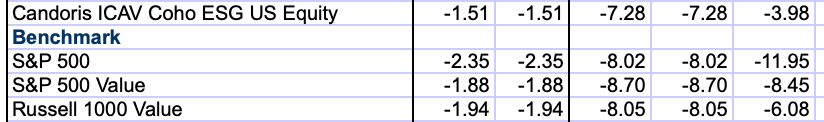 Candoris ICAV Coho ESG US Equity -1.51 -1.51 -7.28 -7.28 -3.98
Benchmark
S&P 500 -2.35 -2.35 -8.02 -8.02 -11.95
S&P 500 Value -1.88 -1.88 -8.70 -8.70 -8.45
Russell 1000 Value -1.94 -1.94 -8.05 -8.05 -6.08